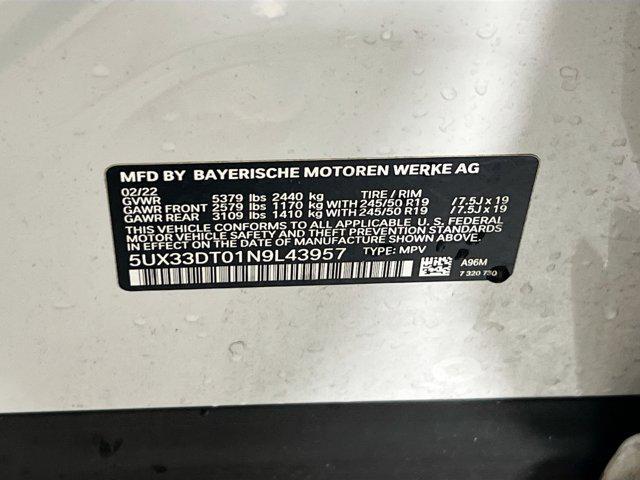 MFD BY BAYERISCHE MOTOREN WERKE AG
02/22 TIRE / RIM
GVWR 5379 lbs 2440 kg
GAWR FRONT 2579 lbs 1170 kg WITH 245/50 R19 /7.5J x 19
GAWR REAR 3109 lbs 1410 kg WITH 245/50 R19 /7.5J x 19
THIS VEHICLE CONFORMS TO ALL APPLICABLE U. S. FEDERAL
MOTOR VEHICLE SAFETY AND THEFT PREVENTION STANDARDS
IN EFFECT ON THE DATE OF MANUFACTURE SHOWN ABOVE.
5UX33DT01N9L43957 TYPE: MPV
A96M
7 320 730